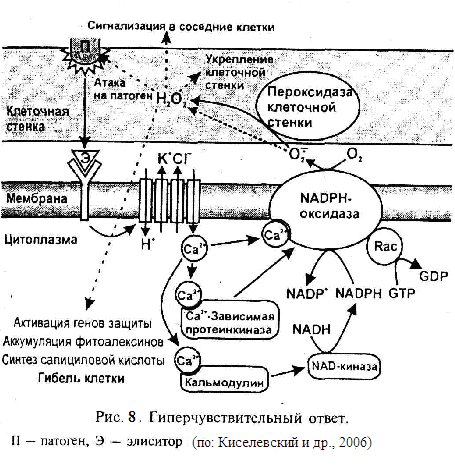 Сигнализация в соседние клетки
П
Укрепление
клеточной
стенки
Атака
на патоген
H₂O₂
Пероксидаза
клеточной
стенки
Клеточная
стенка
Э
K⁺Cl⁻
O₂⁻
O₂
Мембрана
NADPH-
оксидаза
Цитоплазма
H⁺
Ca²⁺
Ca²⁺
Rac
GDP
NADP⁺ NADPH GTP
Ca²⁺
Ca²⁺-Зависимая
протеинкиназа
NADH
Активация генов защиты
Аккумуляция фитоалексинов
Синтез салициловой кислоты
Гибель клетки
Ca²⁺
Кальмодулин
NAD-киназа
Рис. 8. Гиперчувствительный ответ.
П — патоген, Э — элиситор (по: Киселевский и др., 2006)